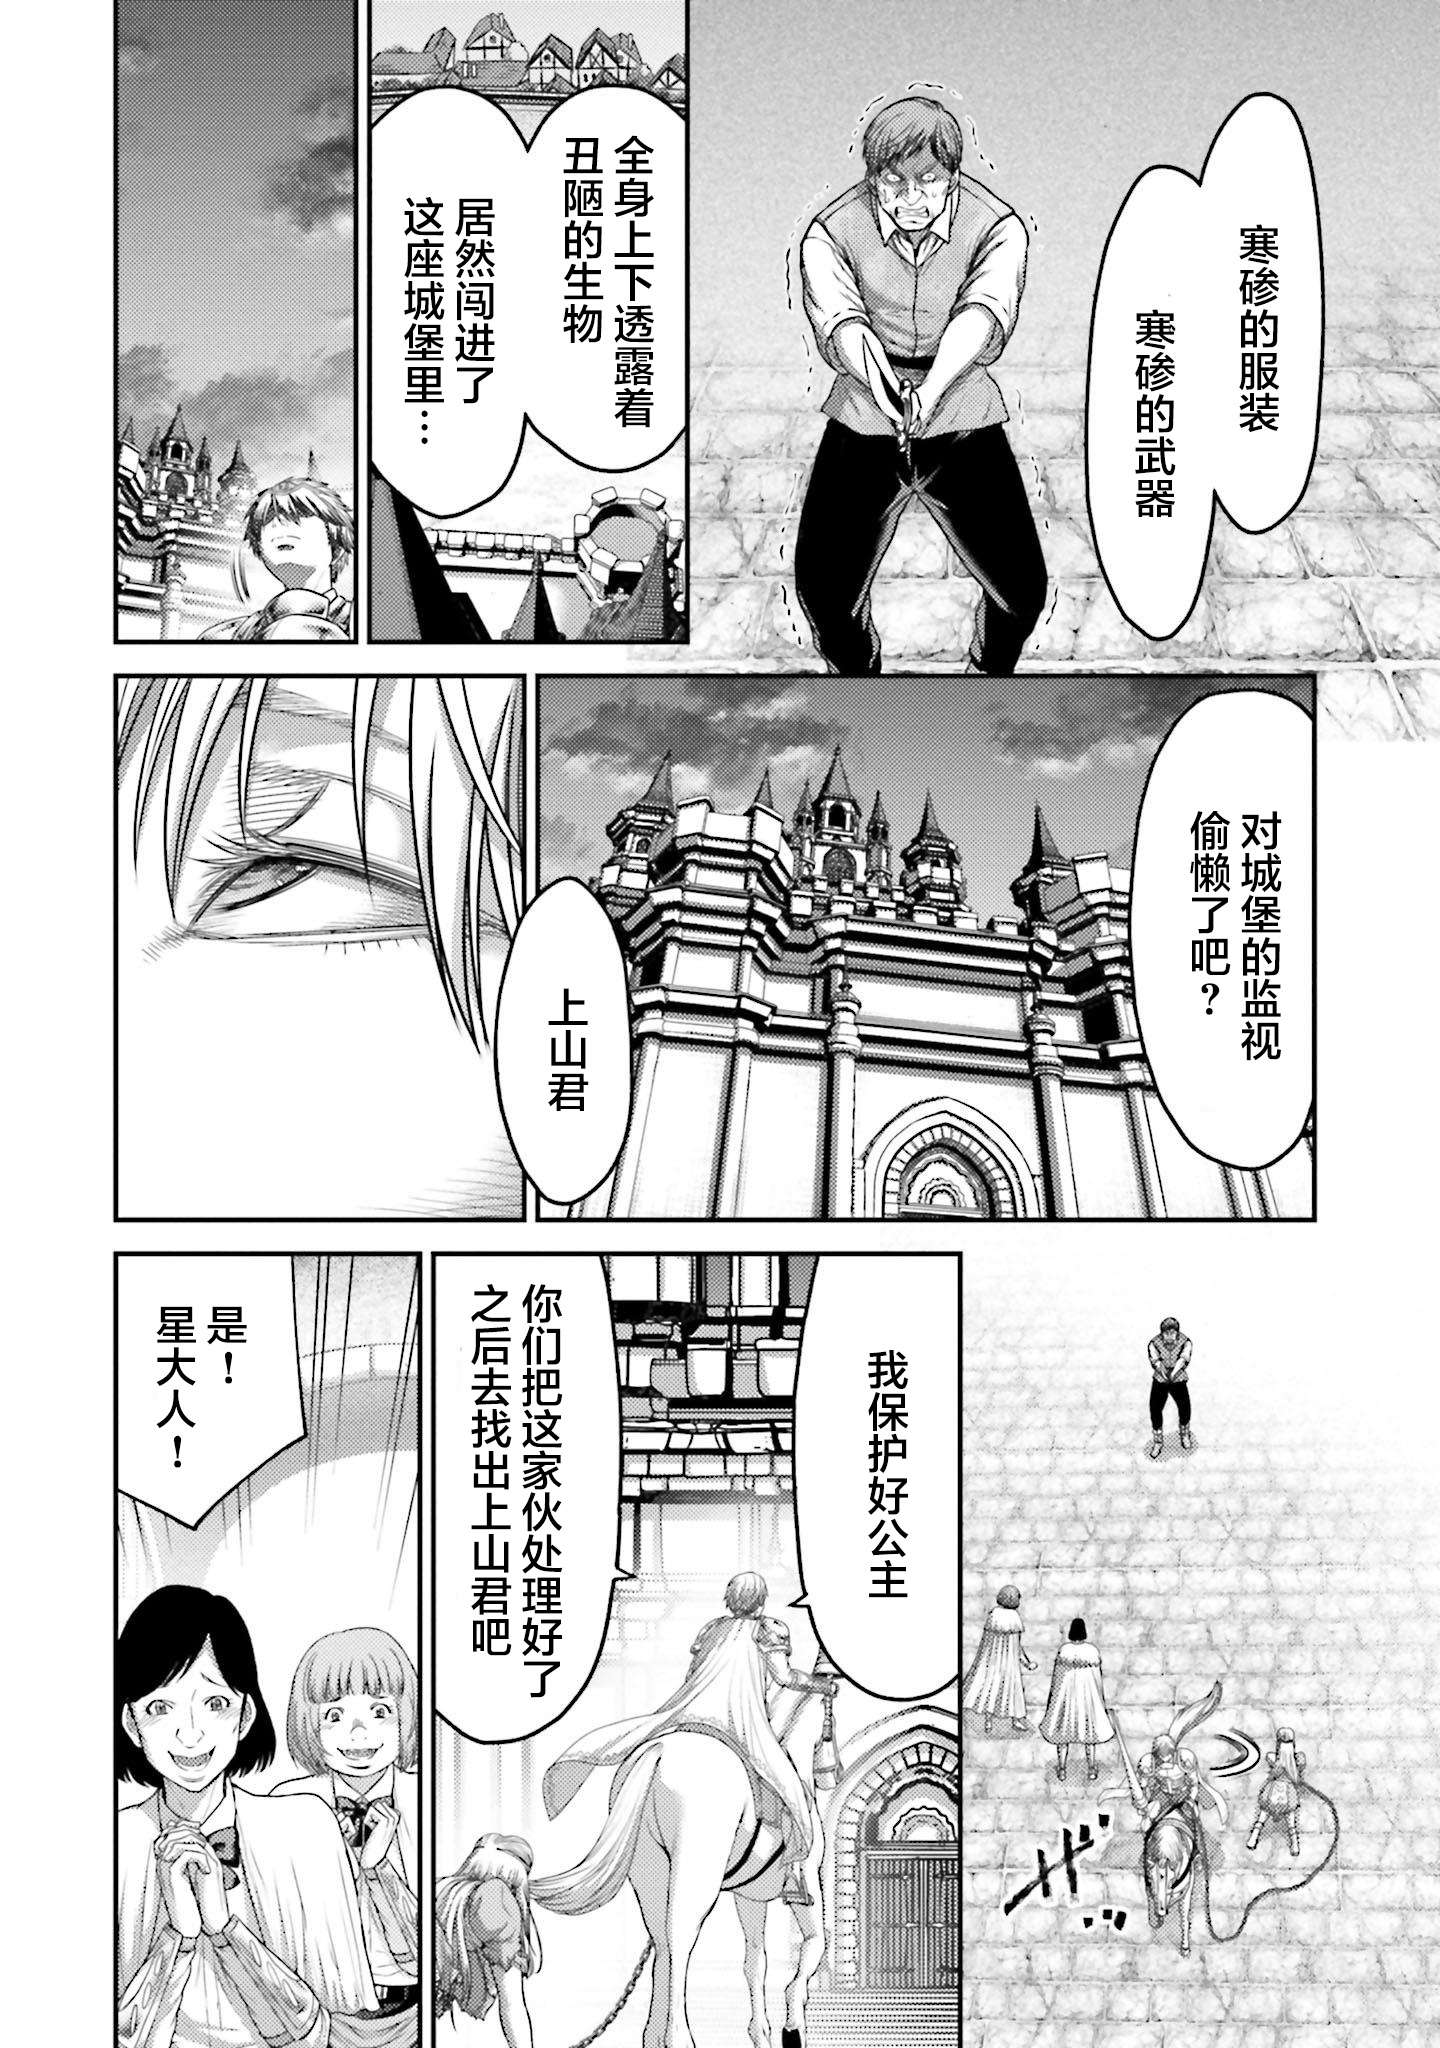 寒碜的服装
寒碜的武器
全身上下透露着
丑陋的生物
居然闯进了
这座城堡里…
对城堡的监视
偷懒了吧？
上山君
我保护好公主
你们把这家伙处理好了
之后去找出上山君吧
是！
星大人！
ザッ